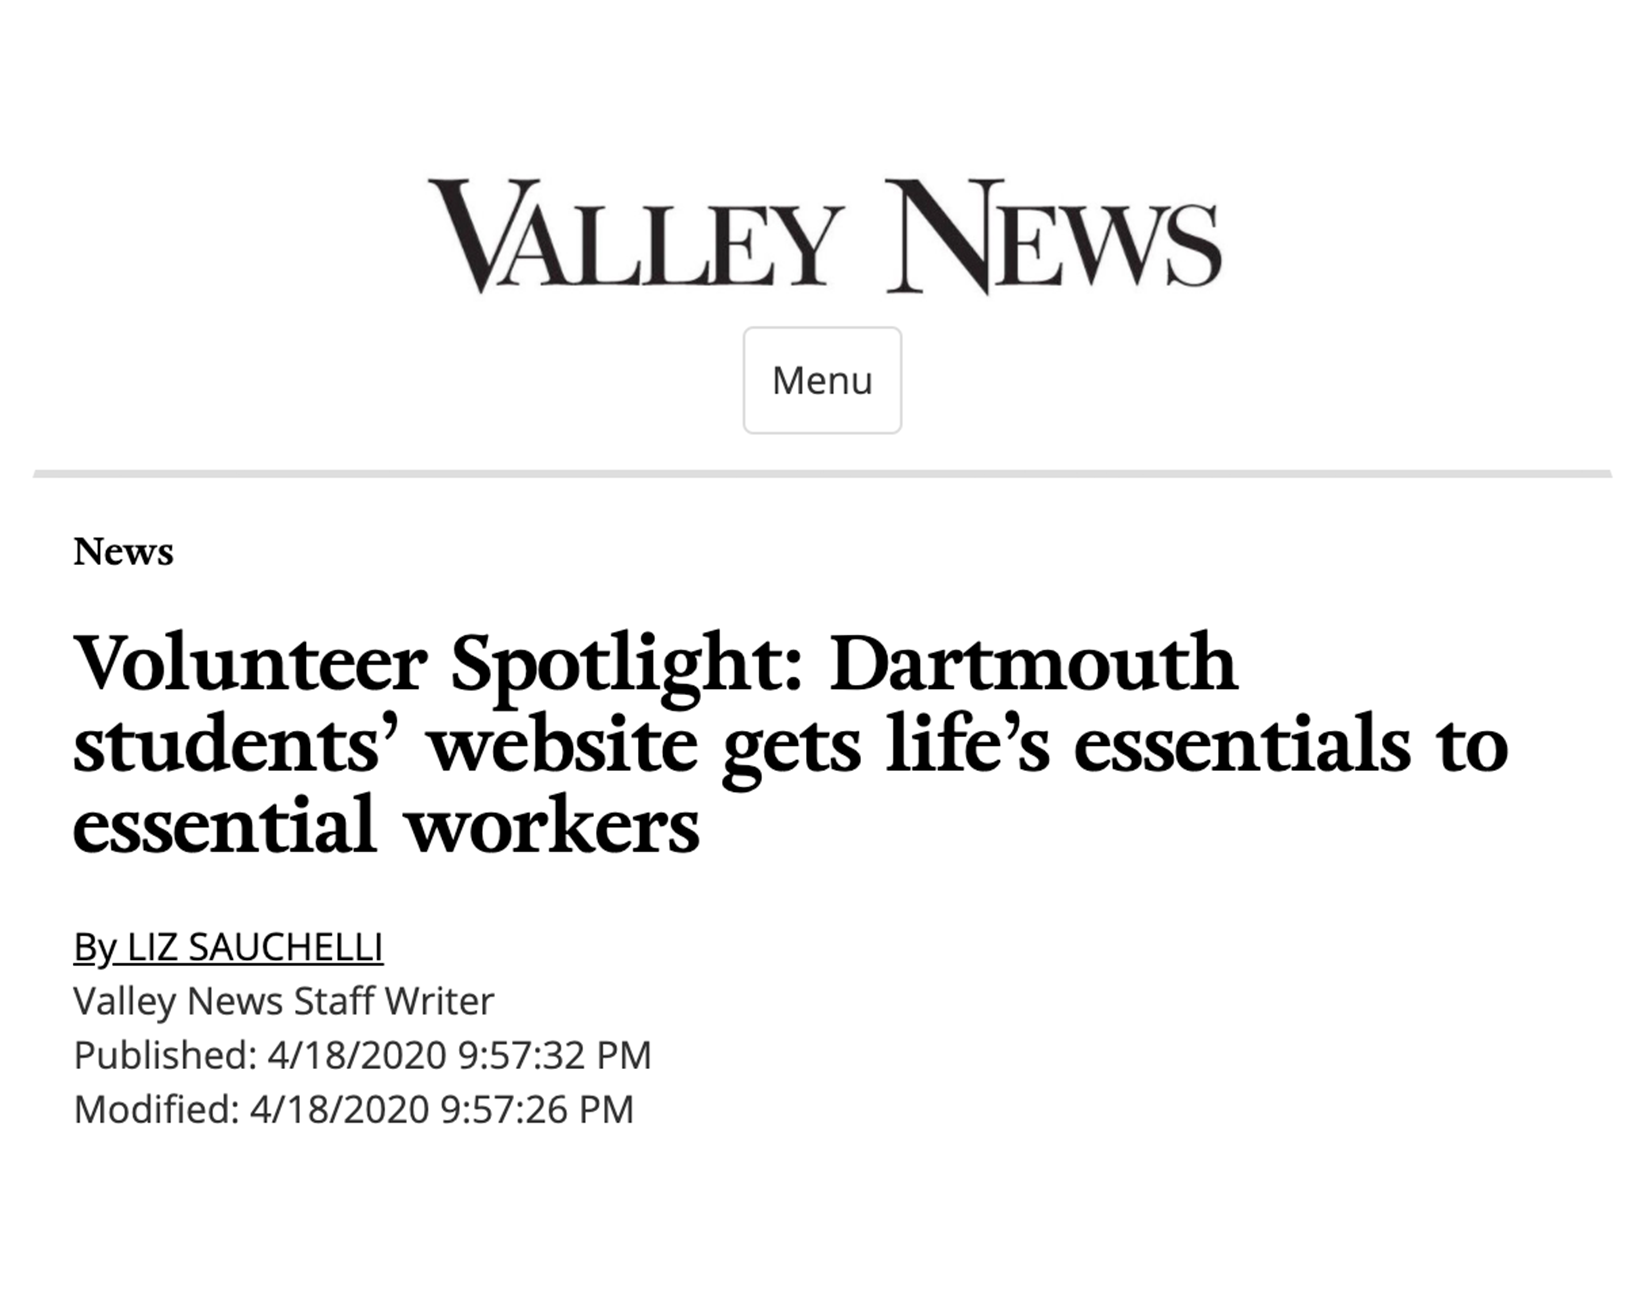 VALLEY NEWS
Menu
News
Volunteer Spotlight: Dartmouth
students’ website gets life’s essentials to
essential workers
By LIZ SAUCHELLI
Valley News Staff Writer
Published: 4/18/2020 9:57:32 PM
Modified: 4/18/2020 9:57:26 PM